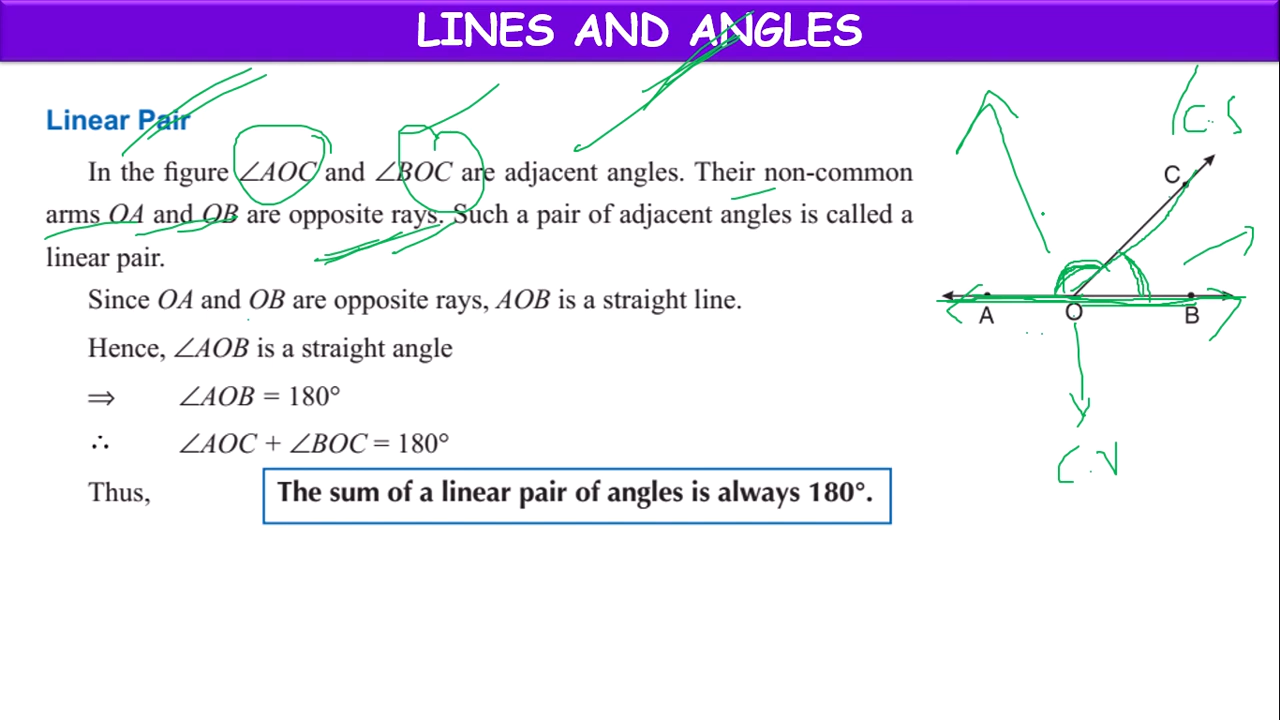 LINES AND ANGLES
Linear Pair
In the figure ∠AOC and ∠BOC are adjacent angles. Their non-common
arms OA and OB are opposite rays. Such a pair of adjacent angles is called a
linear pair.
Since OA and OB are opposite rays, AOB is a straight line.
Hence, ∠AOB is a straight angle
⇒ ∠AOB = 180°
∴ ∠AOC + ∠BOC = 180°
Thus, The sum of a linear pair of angles is always 180°.
C.S
C
A O B
C.V